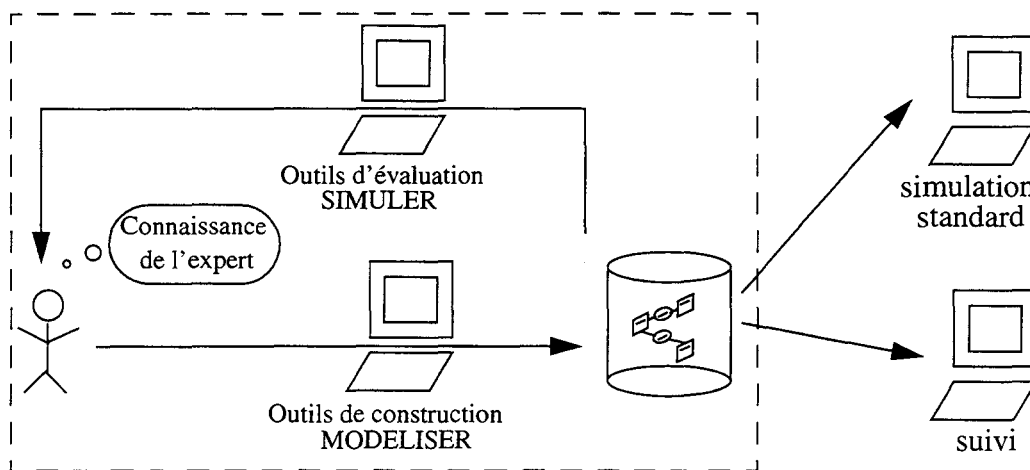 Outils d'évaluation
SIMULER
Connaissance
de l'expert
Outils de construction
MODELISER
simulation
standard
suivi